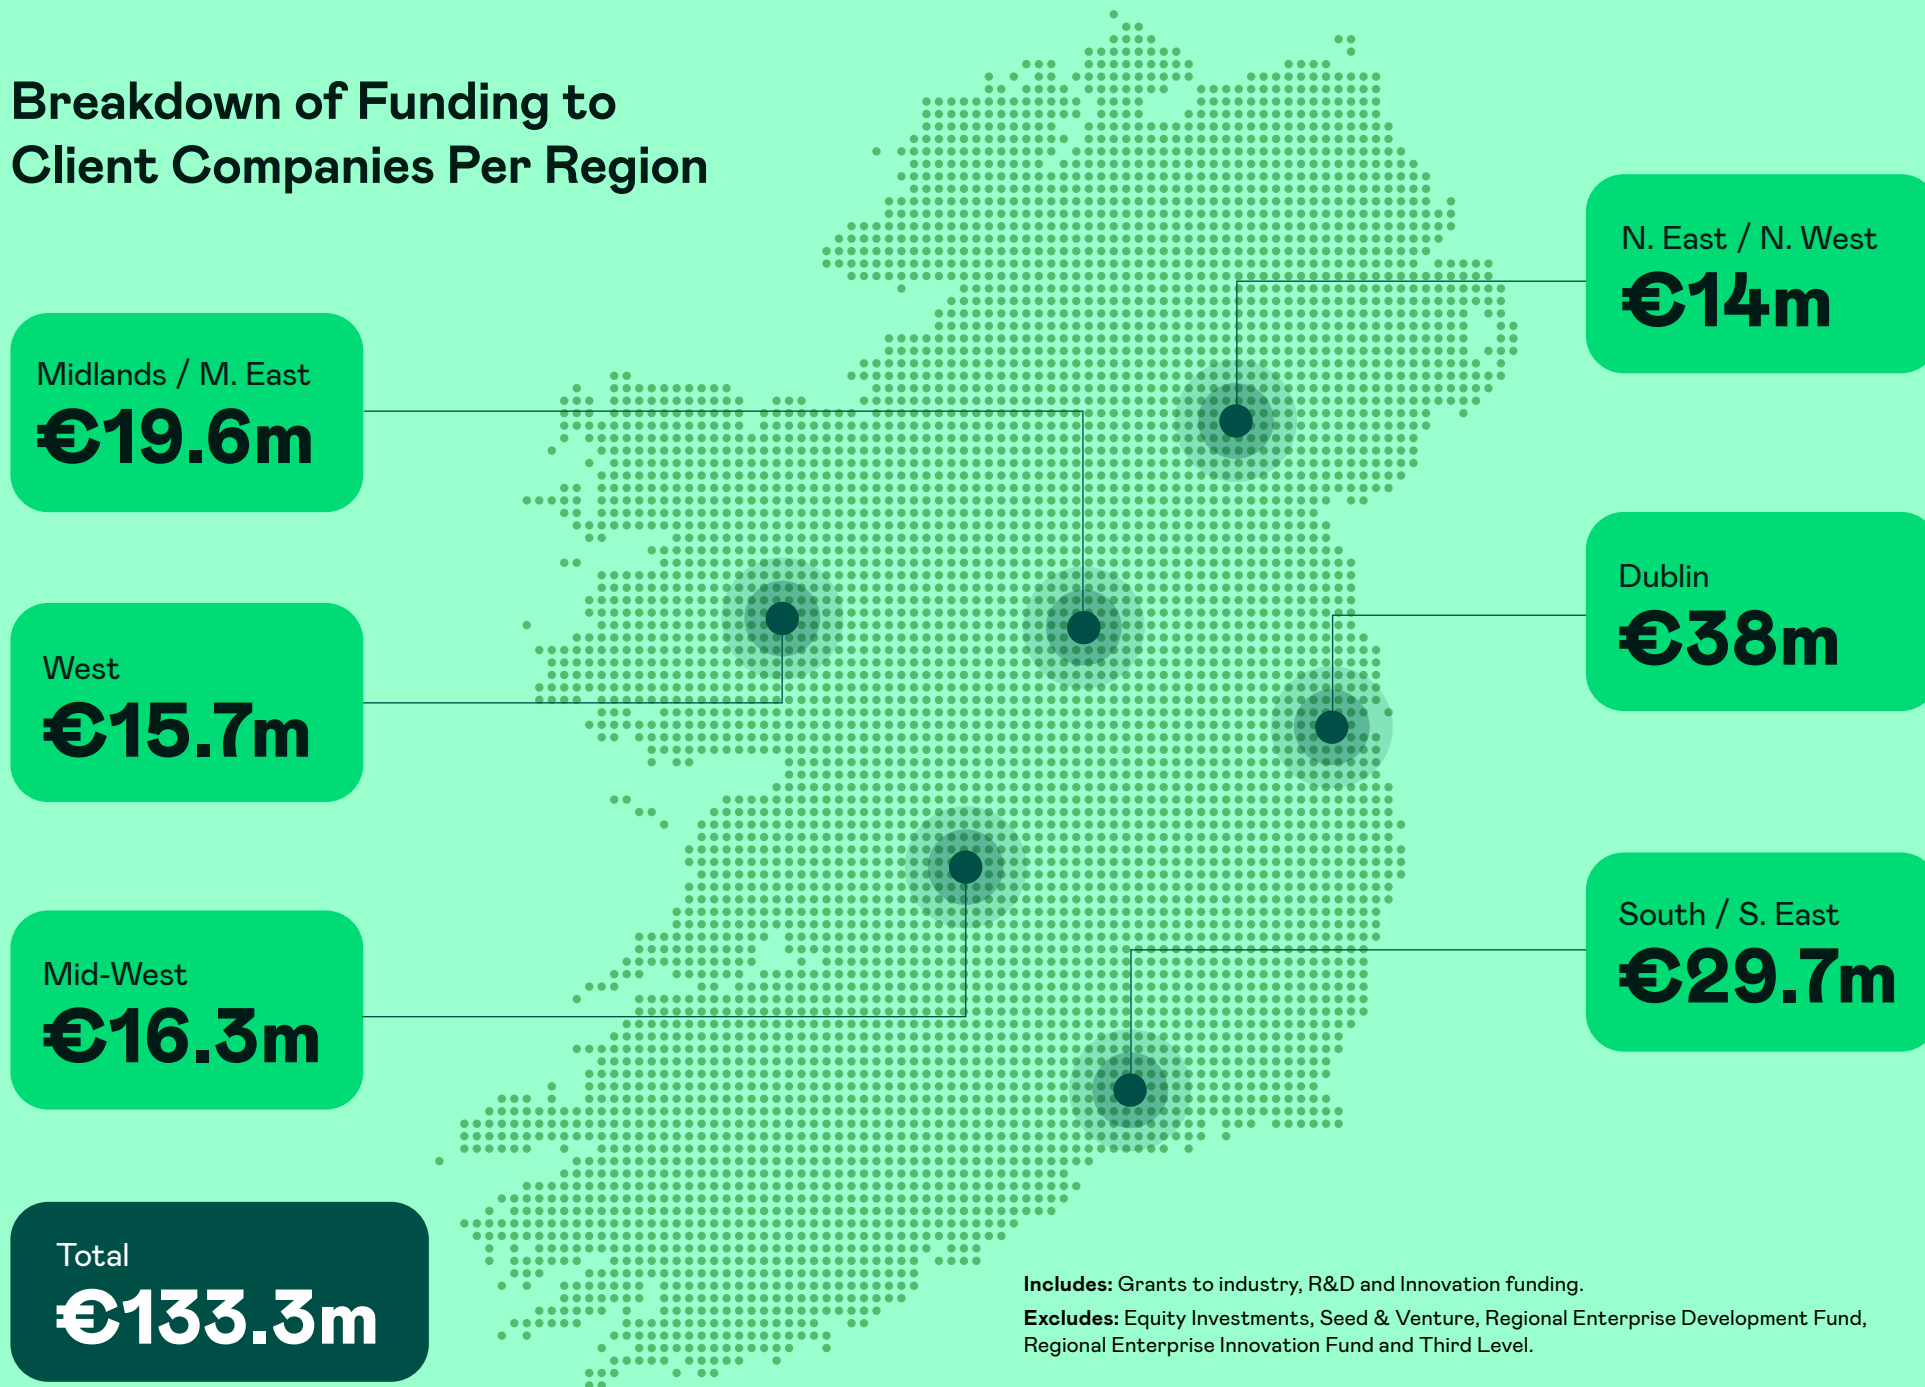 Breakdown of Funding to
Client Companies Per Region
N. East / N. West
€14m
Midlands / M. East
€19.6m
Dublin
€38m
West
€15.7m
South / S. East
€29.7m
Mid-West
€16.3m
Total
€133.3m
Includes: Grants to industry, R&D and Innovation funding.
Excludes: Equity Investments, Seed & Venture, Regional Enterprise Development Fund,
Regional Enterprise Innovation Fund and Third Level.